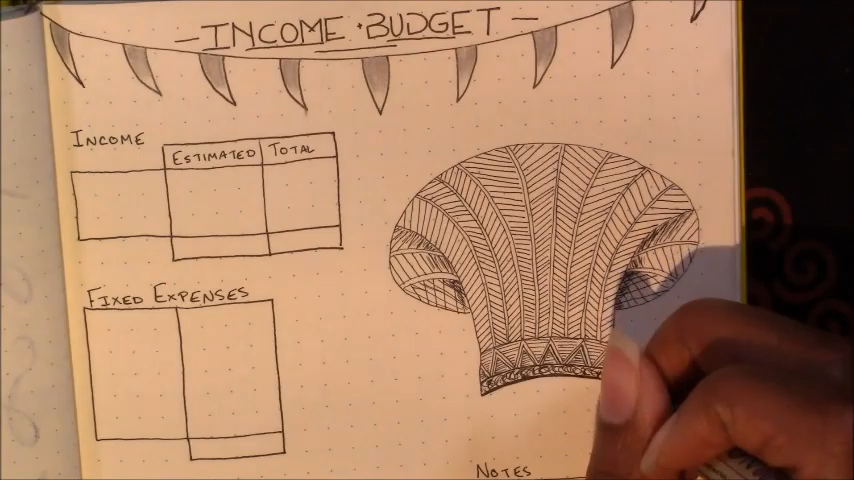 - INCOME · BUDGET -
INCOME
ESTIMATED TOTAL
FIXED EXPENSES
NOTES